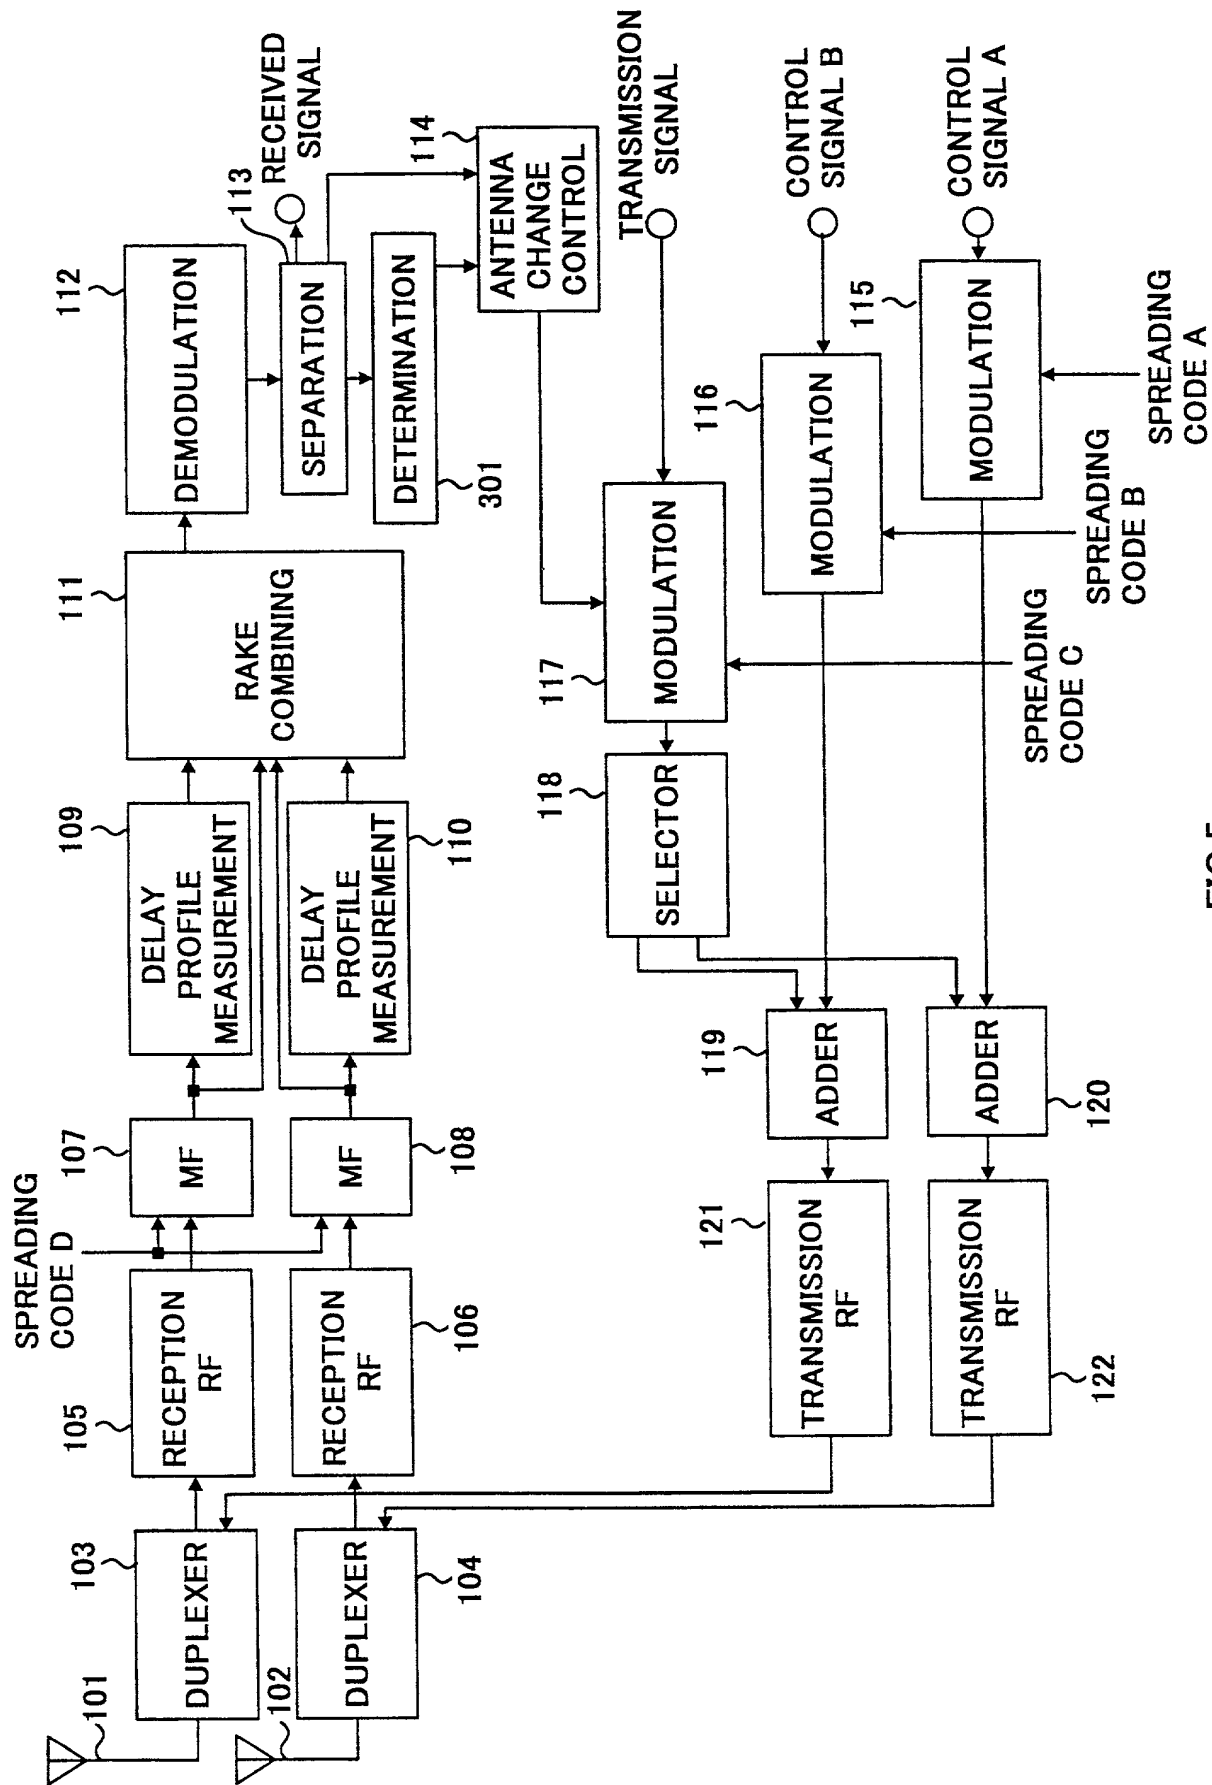 101
102
103
DUPLEXER
DUPLEXER
104
SPREADING
CODE D
105
RECEPTION
RF
RECEPTION
RF
106
107
MF
MF
108
109
DELAY
PROFILE
MEASUREMENT
DELAY
PROFILE
MEASUREMENT
110
111
RAKE
COMBINING
112
DEMODULATION
113
RECEIVED
SIGNAL
SEPARATION
DETERMINATION
301
114
ANTENNA
CHANGE
CONTROL
TRANSMISSION
SIGNAL
117
MODULATION
118
SELECTOR
SPREADING
CODE C
CONTROL
SIGNAL B
116
MODULATION
SPREADING
CODE B
CONTROL
SIGNAL A
115
MODULATION
SPREADING
CODE A
119
ADDER
ADDER
120
121
TRANSMISSION
RF
TRANSMISSION
RF
122